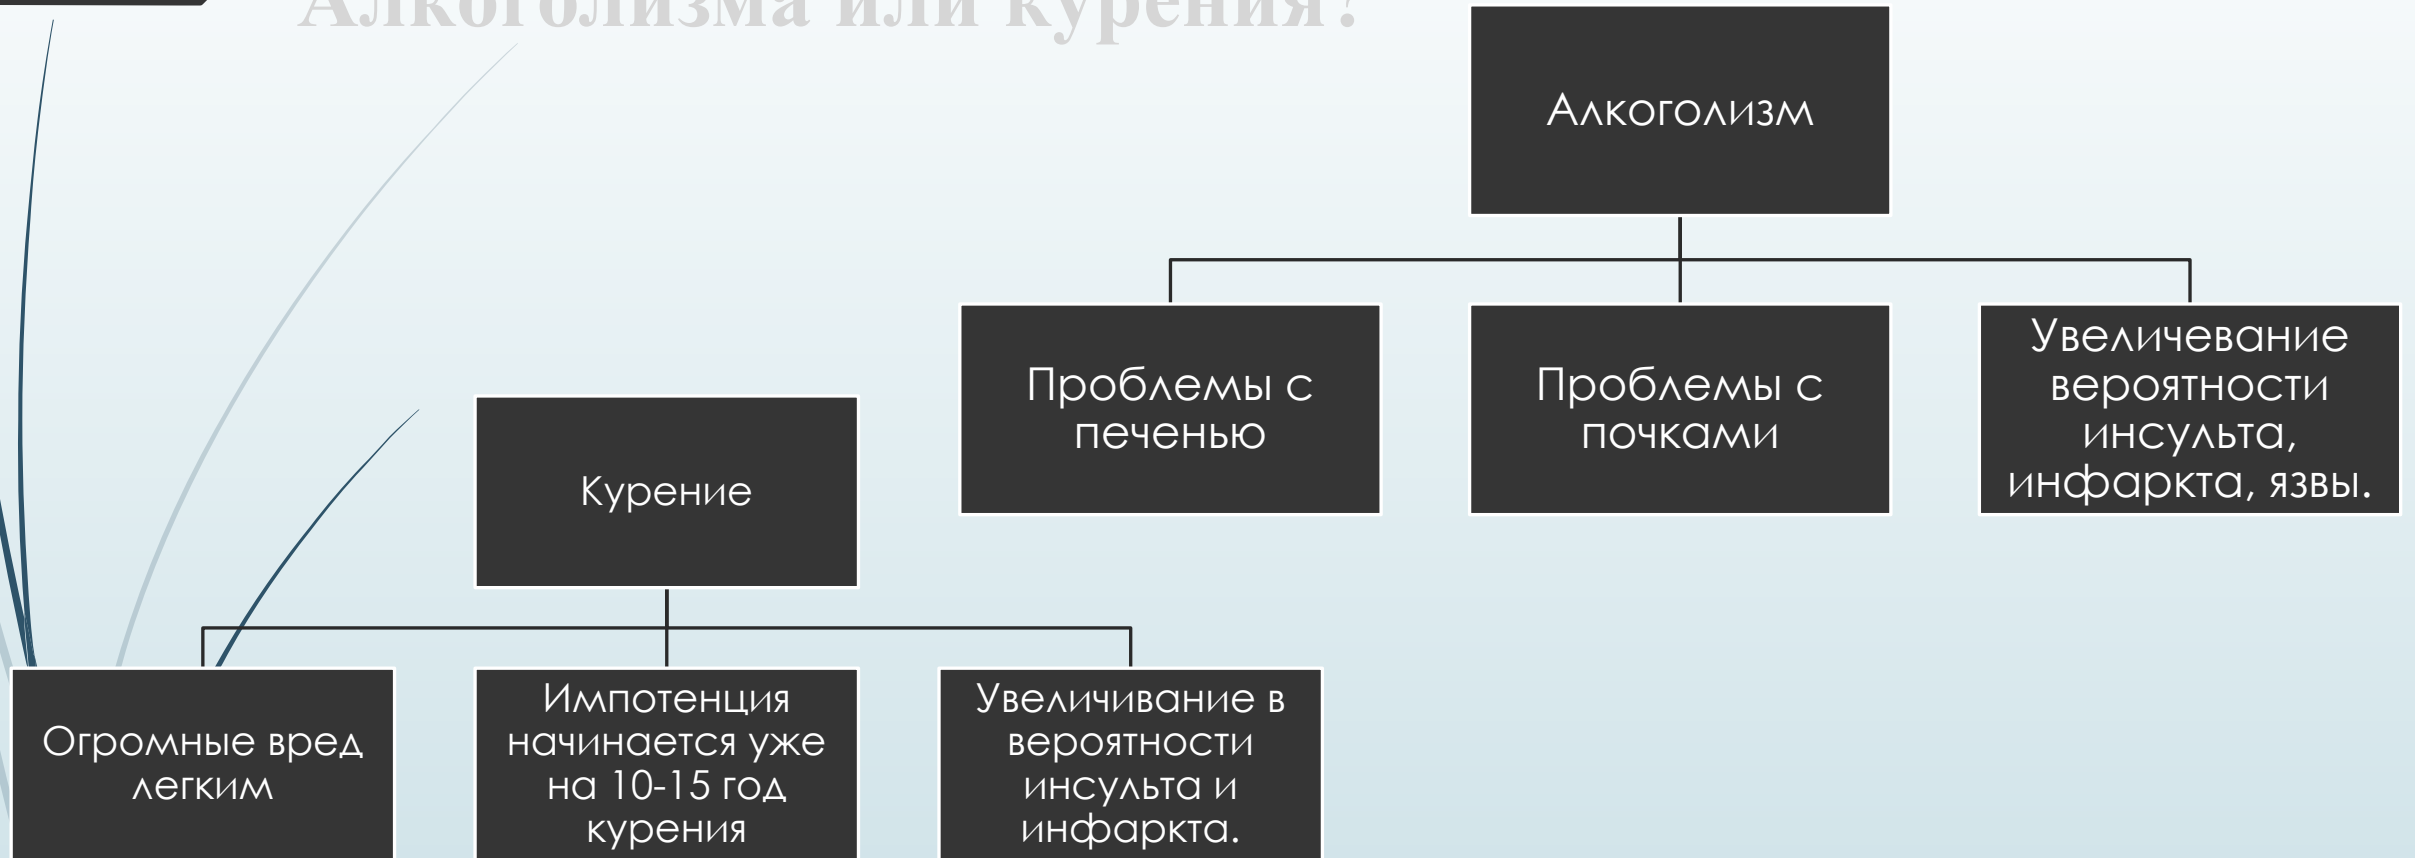 Алкоголизма или курения?
Алкоголизм
Проблемы с
печенью
Проблемы с
почками
Увеличевание
вероятности
инсульта,
инфаркта, язвы.
Курение
Огромные вред
легким
Импотенция
начинается уже
на 10-15 год
курения
Увеличивание в
вероятности
инсульта и
инфаркта.